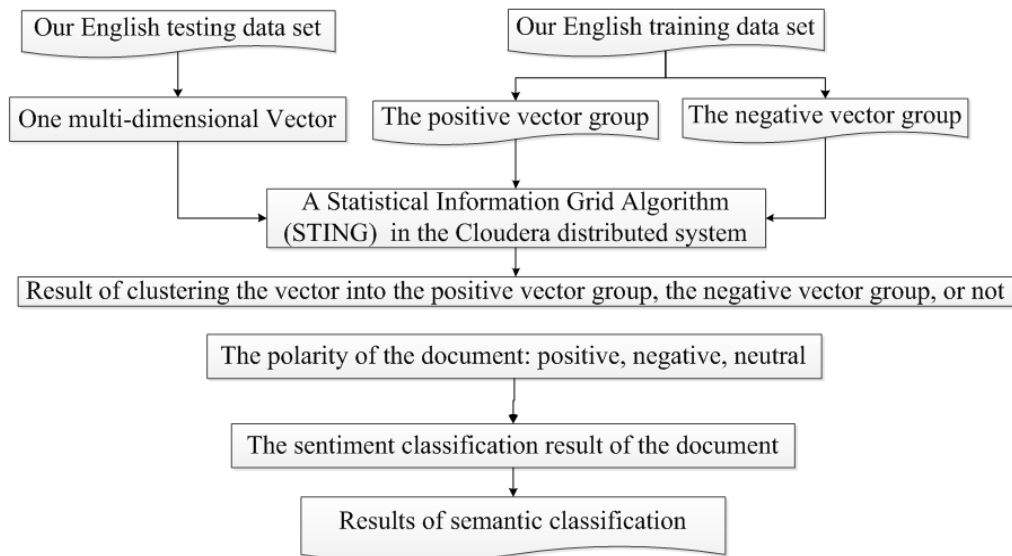 Our English testing data set
Our English training data set
One multi-dimensional Vector
The positive vector group
The negative vector group
A Statistical Information Grid Algorithm
(STING) in the Cloudera distributed system
Result of clustering the vector into the positive vector group, the negative vector group, or not
The polarity of the document: positive, negative, neutral
The sentiment classification result of the document
Results of semantic classification